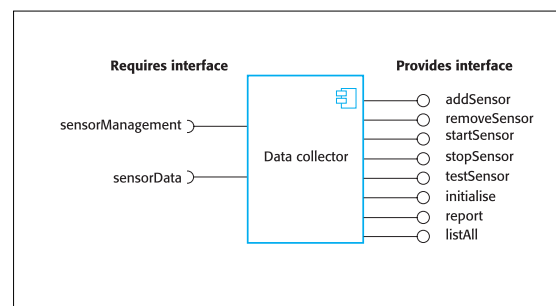 Requires interface
Provides interface
sensorManagement
sensorData
Data collector
addSensor
removeSensor
startSensor
stopSensor
testSensor
initialise
report
listAll